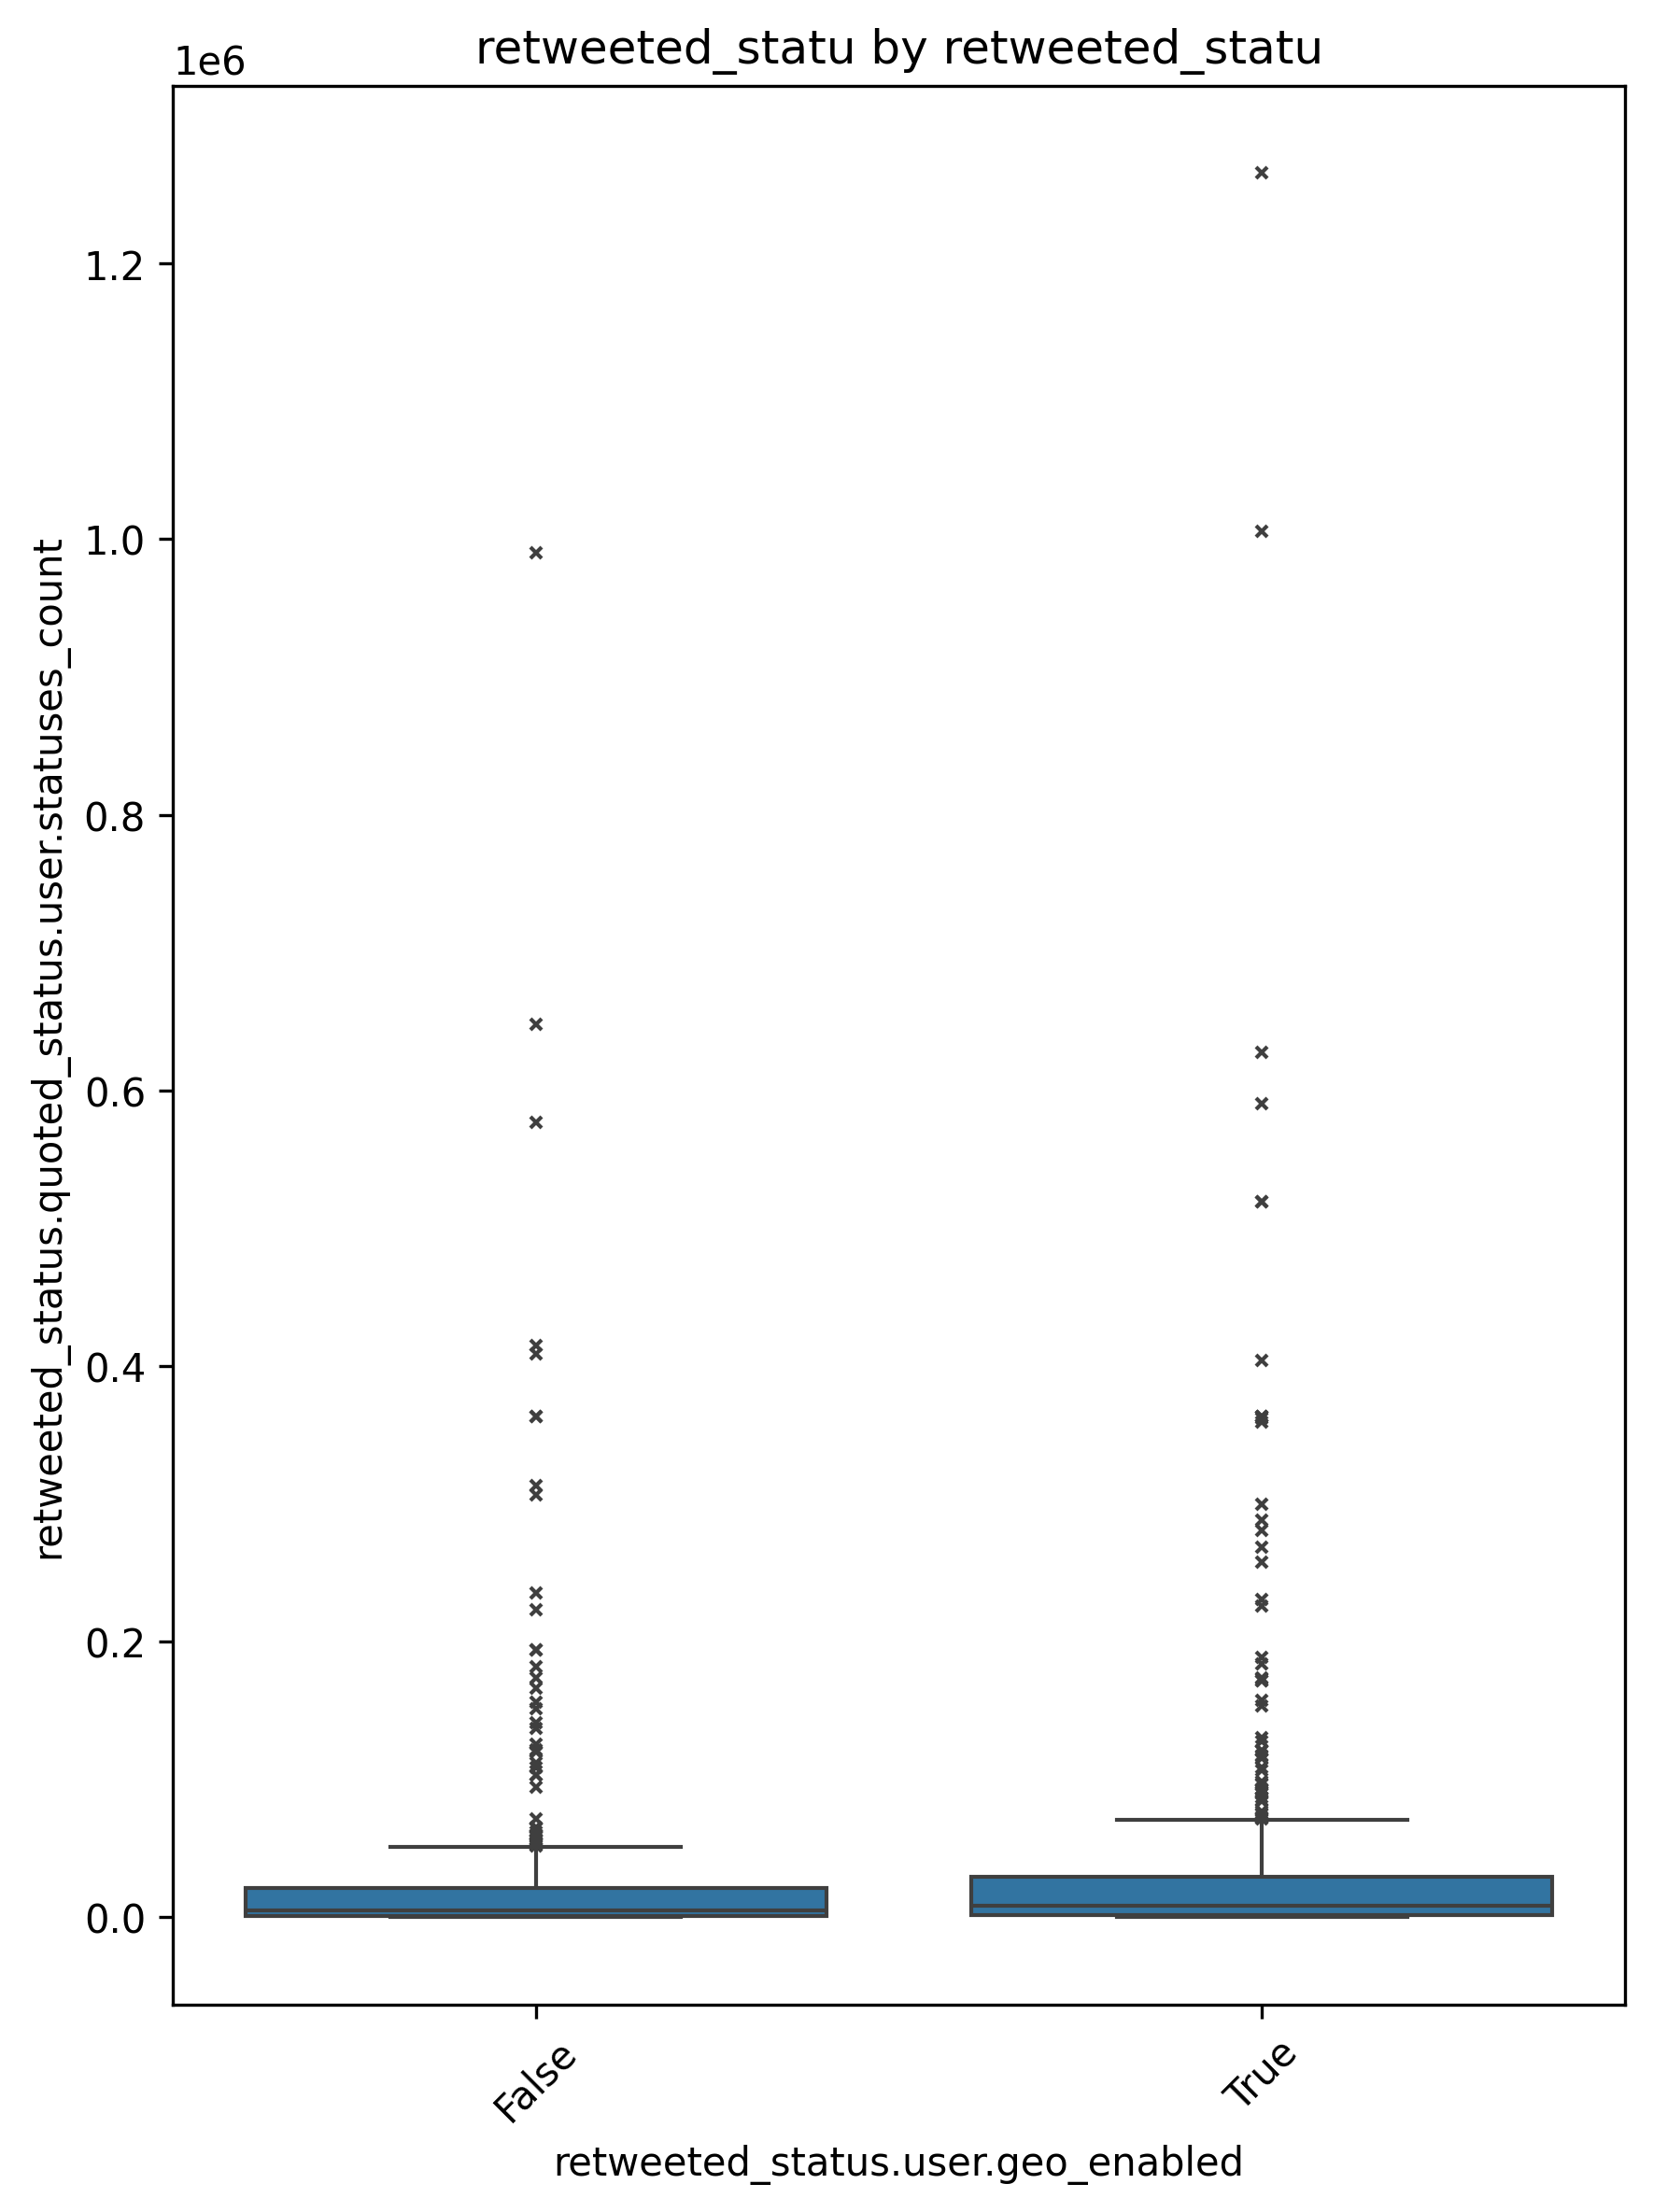 retweeted_statu by retweeted_statu
1e6
1.2
1.0
0.8
0.6
0.4
0.2
0.0
retweeted_status.quoted_status.user.statuses_count
False
True
retweeted_status.user.geo_enabled